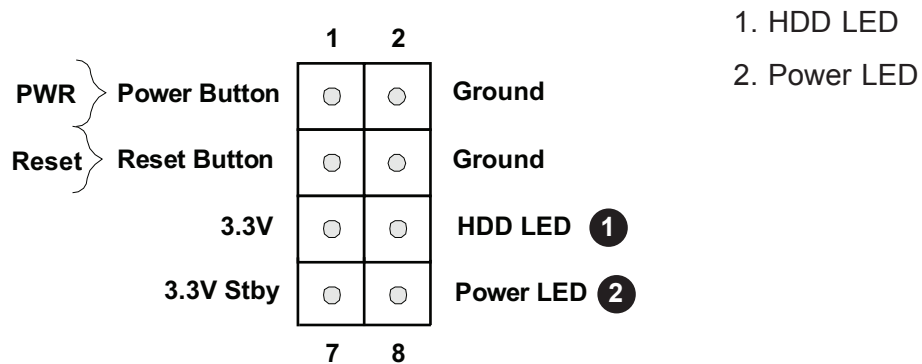 1. HDD LED
2. Power LED
1 2
PWR Power Button Ground
Reset Reset Button Ground
3.3V HDD LED 1
3.3V Stby Power LED 2
7 8